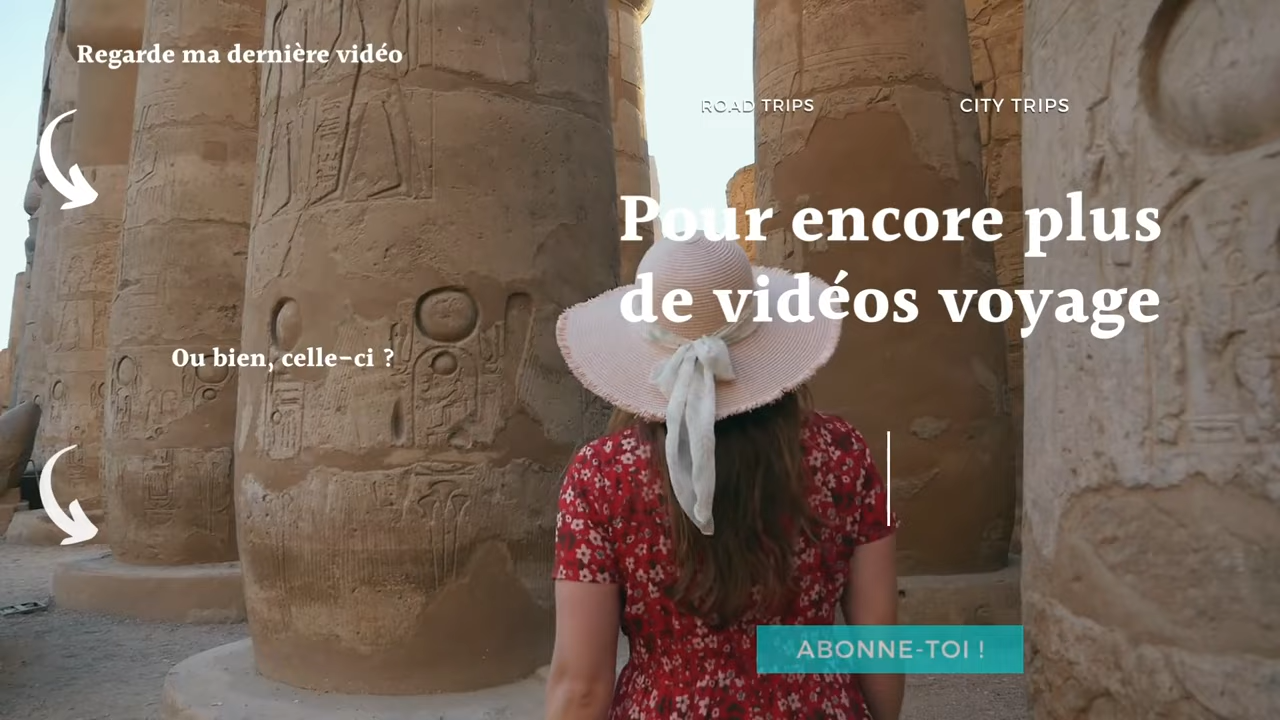 Regarde ma dernière vidéo
ROAD TRIPS
CITY TRIPS
Pour encore plus
de vidéos voyage
Ou bien, celle-ci ?
ABONNE-TOI !